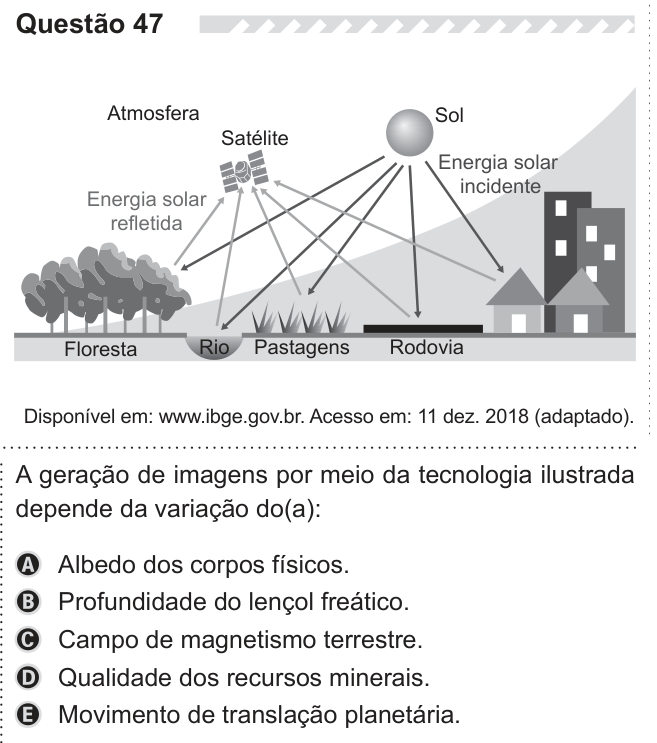 Questão 47
Atmosfera
Satélite
Sol
Energia solar
incidente
Energia solar
refletida
Floresta
Rio
Pastagens
Rodovia
Disponível em: www.ibge.gov.br. Acesso em: 11 dez. 2018 (adaptado).
A geração de imagens por meio da tecnologia ilustrada
depende da variação do(a):
A Albedo dos corpos físicos.
B Profundidade do lençol freático.
C Campo de magnetismo terrestre.
D Qualidade dos recursos minerais.
E Movimento de translação planetária.